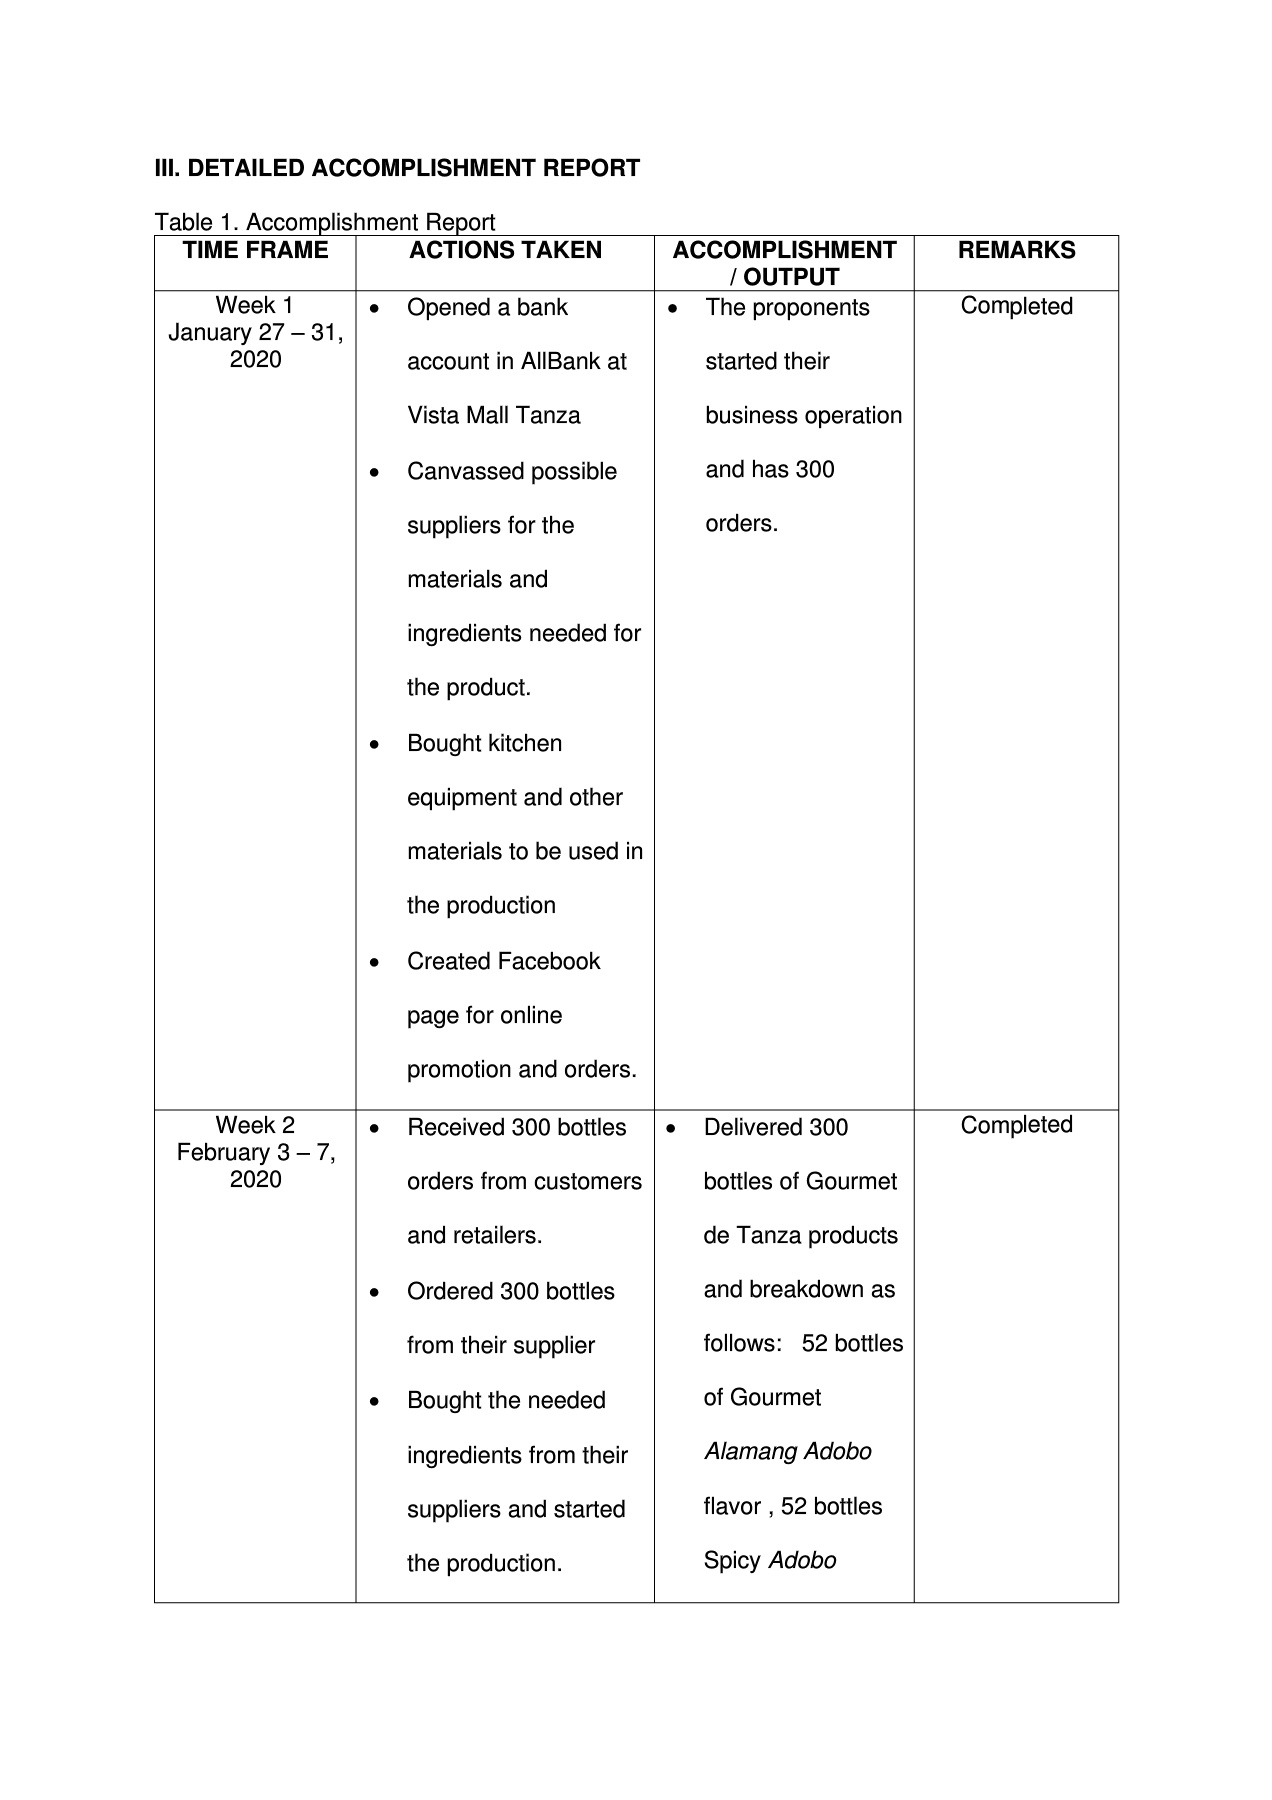 III. DETAILED ACCOMPLISHMENT REPORT
Table 1. Accomplishment Report
TIME FRAME
ACTIONS TAKEN
ACCOMPLISHMENT
/ OUTPUT
REMARKS
Week 1
January 27 – 31,
2020
• Opened a bank
account in AllBank at
Vista Mall Tanza
• Canvassed possible
suppliers for the
materials and
ingredients needed for
the product.
• Bought kitchen
equipment and other
materials to be used in
the production
• Created Facebook
page for online
promotion and orders.
• The proponents
started their
business operation
and has 300
orders.
Completed
Week 2
February 3 – 7,
2020
• Received 300 bottles
orders from customers
and retailers.
• Ordered 300 bottles
from their supplier
• Bought the needed
ingredients from their
suppliers and started
the production.
• Delivered 300
bottles of Gourmet
de Tanza products
and breakdown as
follows:   52 bottles
of Gourmet
Alamang Adobo
flavor , 52 bottles
Spicy Adobo
Completed